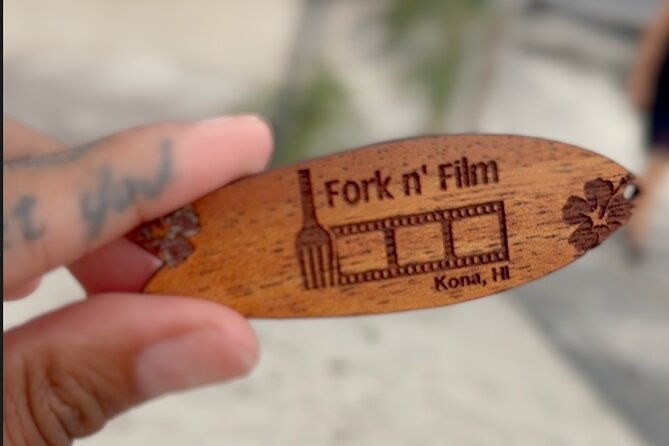 Fork n' Film
Kona, HI